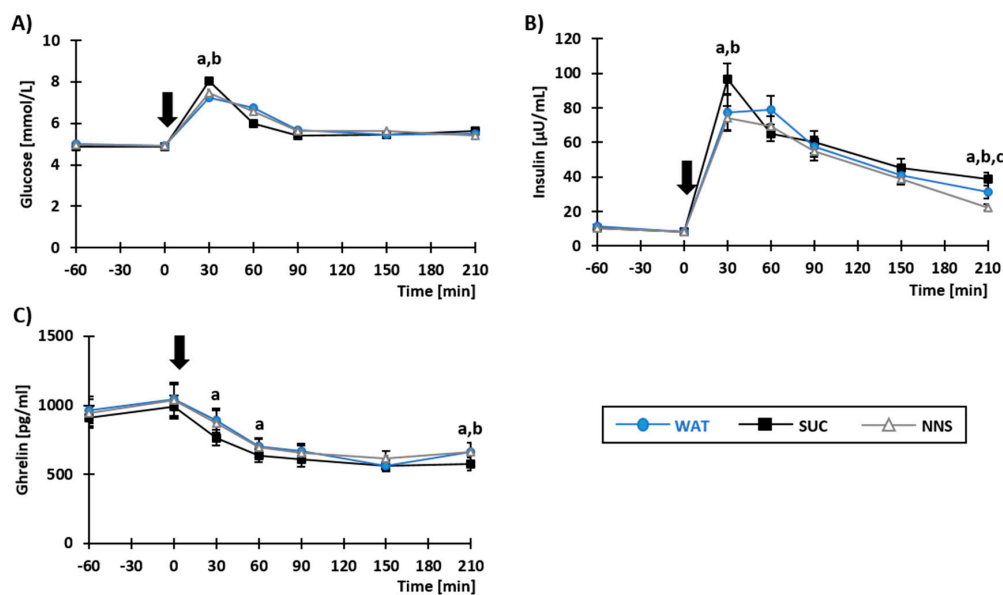 A)
Glucose [mmol/L]
10
8
6
4
2
0
a,b
-60 -30 0 30 60 90 120 150 180 210
Time [min]
B)
Insulin [µU/mL]
120
100
80
60
40
20
0
a,b
a,b,c
-60 -30 0 30 60 90 120 150 180 210
Time [min]
C)
Ghrelin [pg/ml]
1500
1000
500
0
a
a
a,b
-60 -30 0 30 60 90 120 150 180 210
Time [min]
WAT SUC NNS